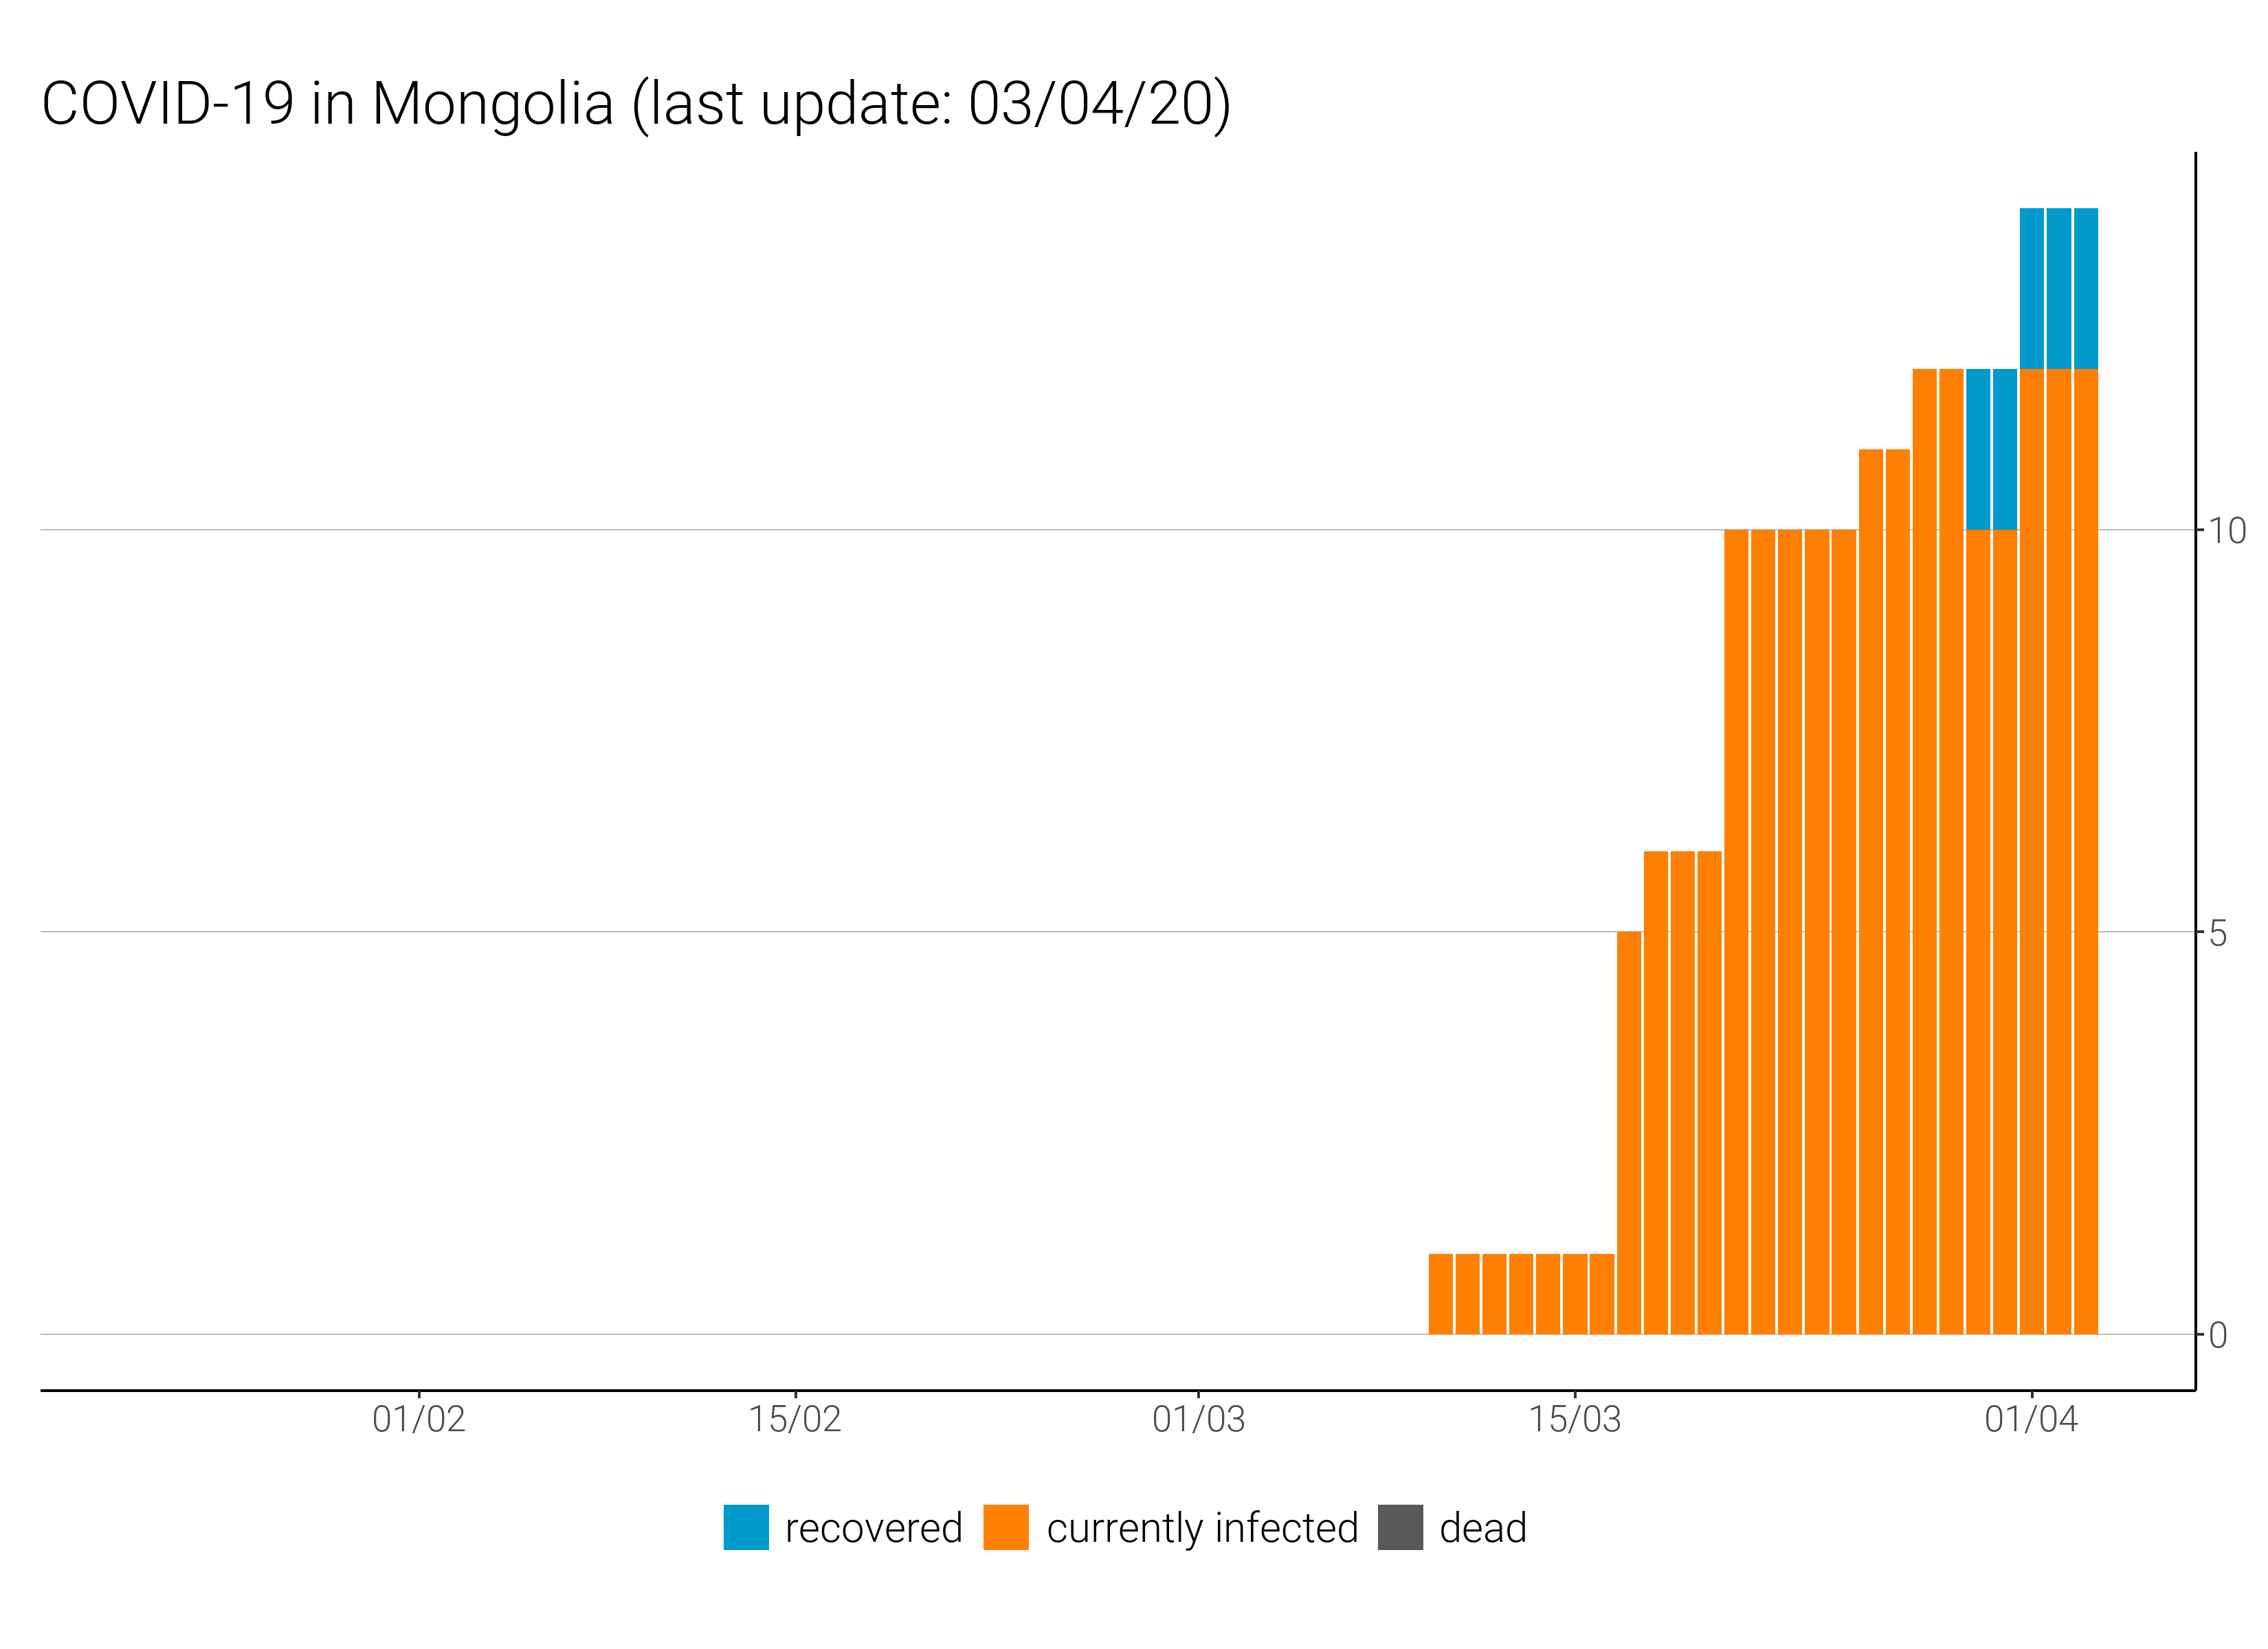 COVID-19 in Mongolia (last update: 03/04/20)
10
5
0
01/02 15/02 01/03 15/03 01/04
recovered currently infected dead